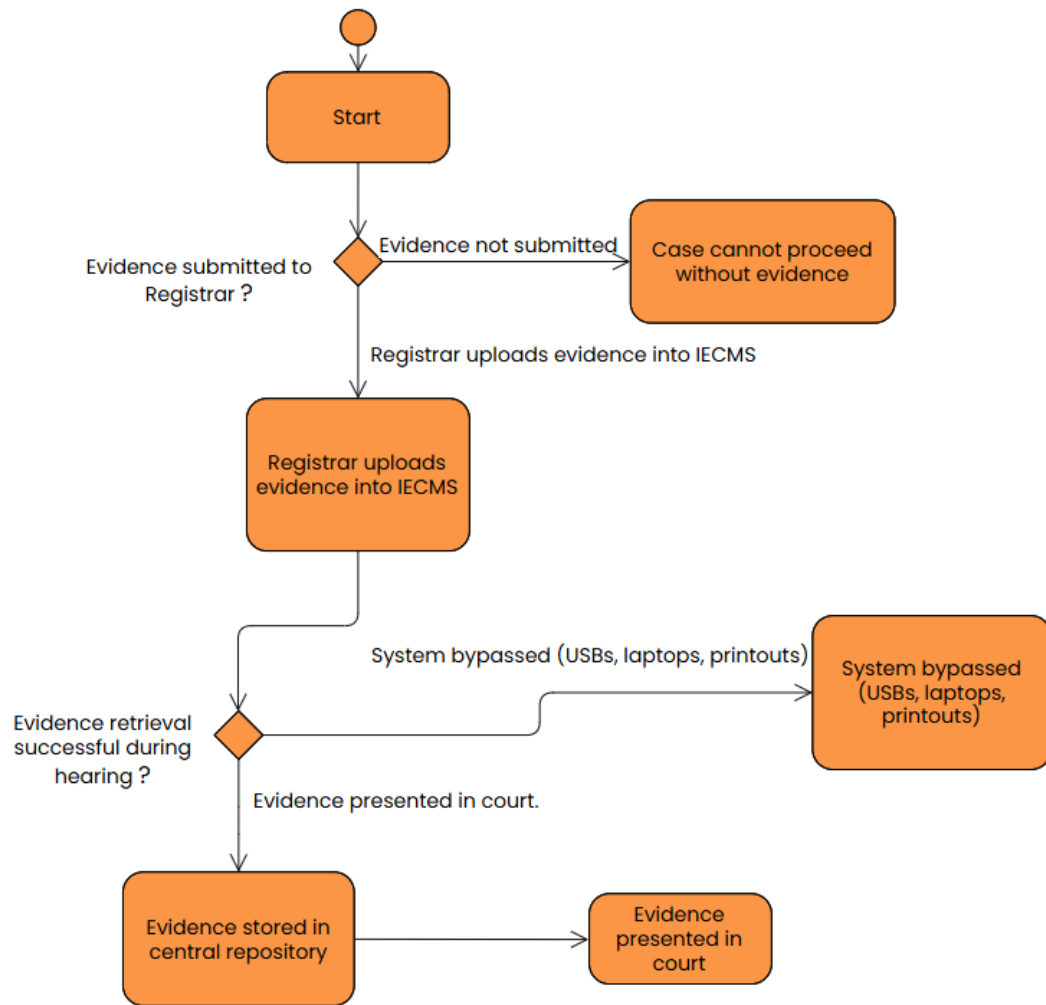 Start
Evidence not submitted
Case cannot proceed
without evidence
Evidence submitted to
Registrar ?
Registrar uploads evidence into IECMS
Registrar uploads
evidence into IECMS
System bypassed (USBs, laptops, printouts)
System bypassed
(USBs, laptops,
printouts)
Evidence retrieval
successful during
hearing ?
Evidence presented in court.
Evidence stored in
central repository
Evidence
presented in
court